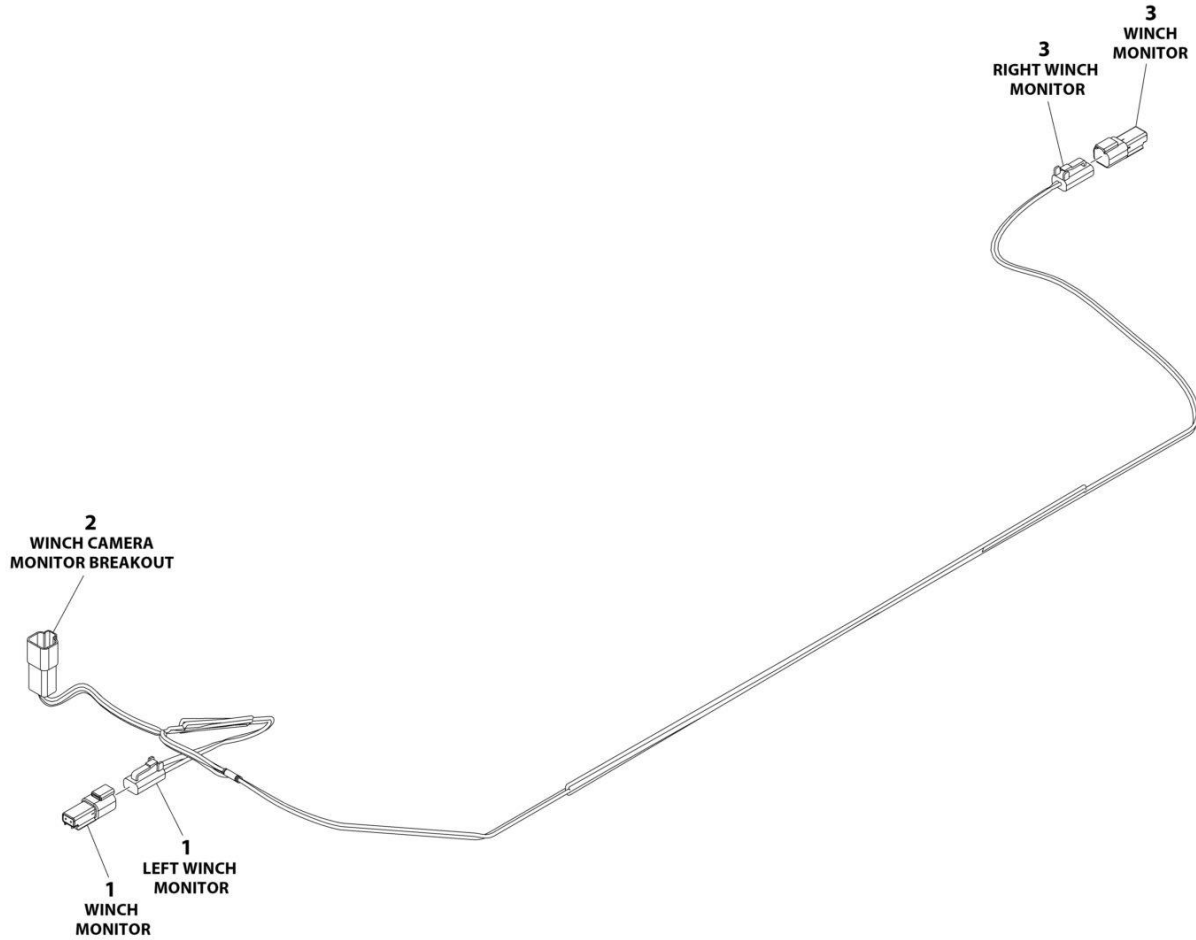 3
WINCH
MONITOR
3
RIGHT WINCH
MONITOR
2
WINCH CAMERA
MONITOR BREAKOUT
1
LEFT WINCH
MONITOR
1
WINCH
MONITOR